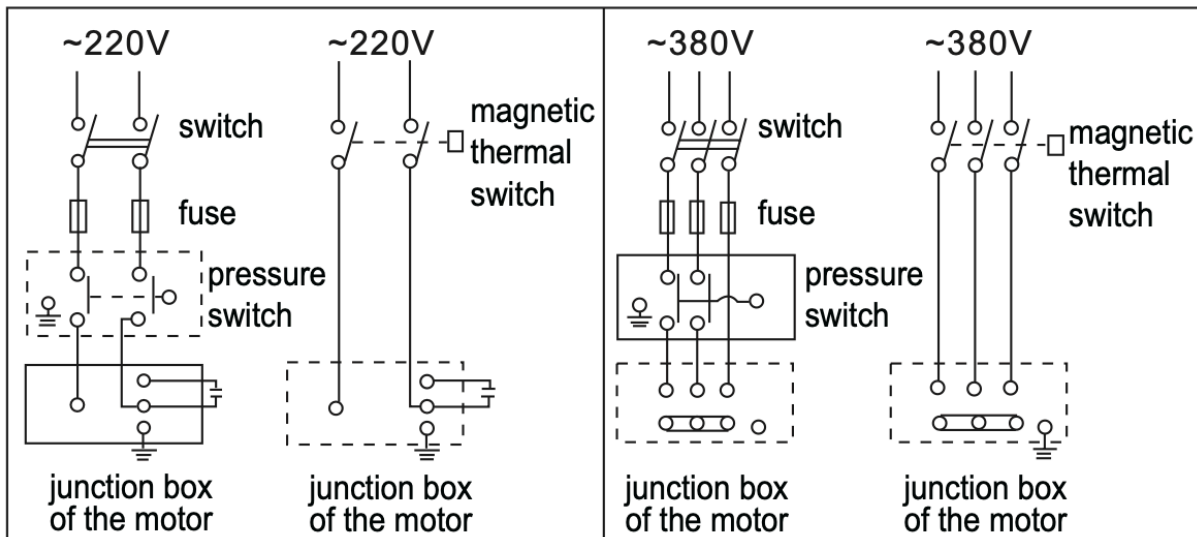 ~220V
switch
fuse
pressure
switch
junction box
of the motor
~220V
magnetic
thermal
switch
junction box
of the motor
~380V
switch
fuse
pressure
switch
junction box
of the motor
~380V
magnetic
thermal
switch
junction box
of the motor